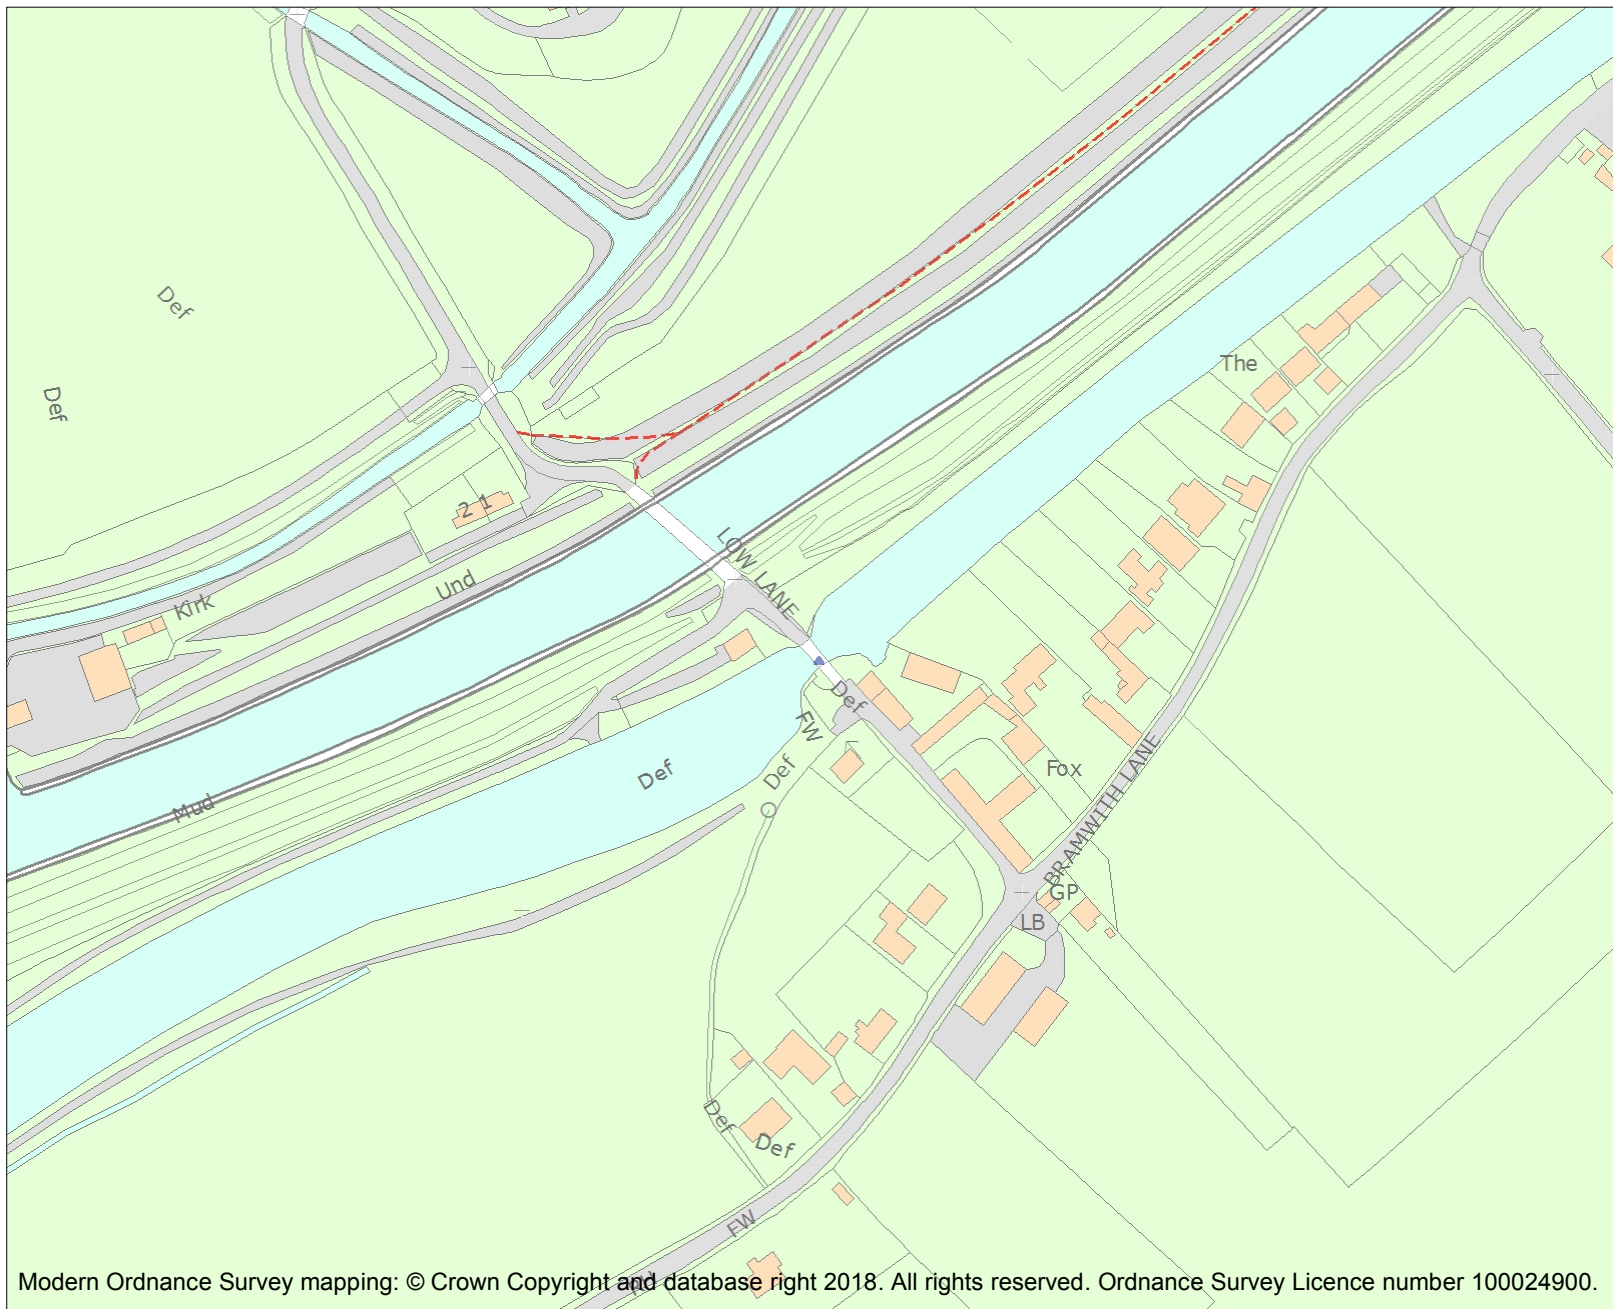 Def
The
Def
2 1
LOW LANE
Und
Kirk
Def
FW
Def
Def
Fox
Mud
BRAMWITH LANE
GP
LB
Def
Def
FW
Modern Ordnance Survey mapping: © Crown Copyright and database right 2018. All rights reserved. Ordnance Survey Licence number 100024900.